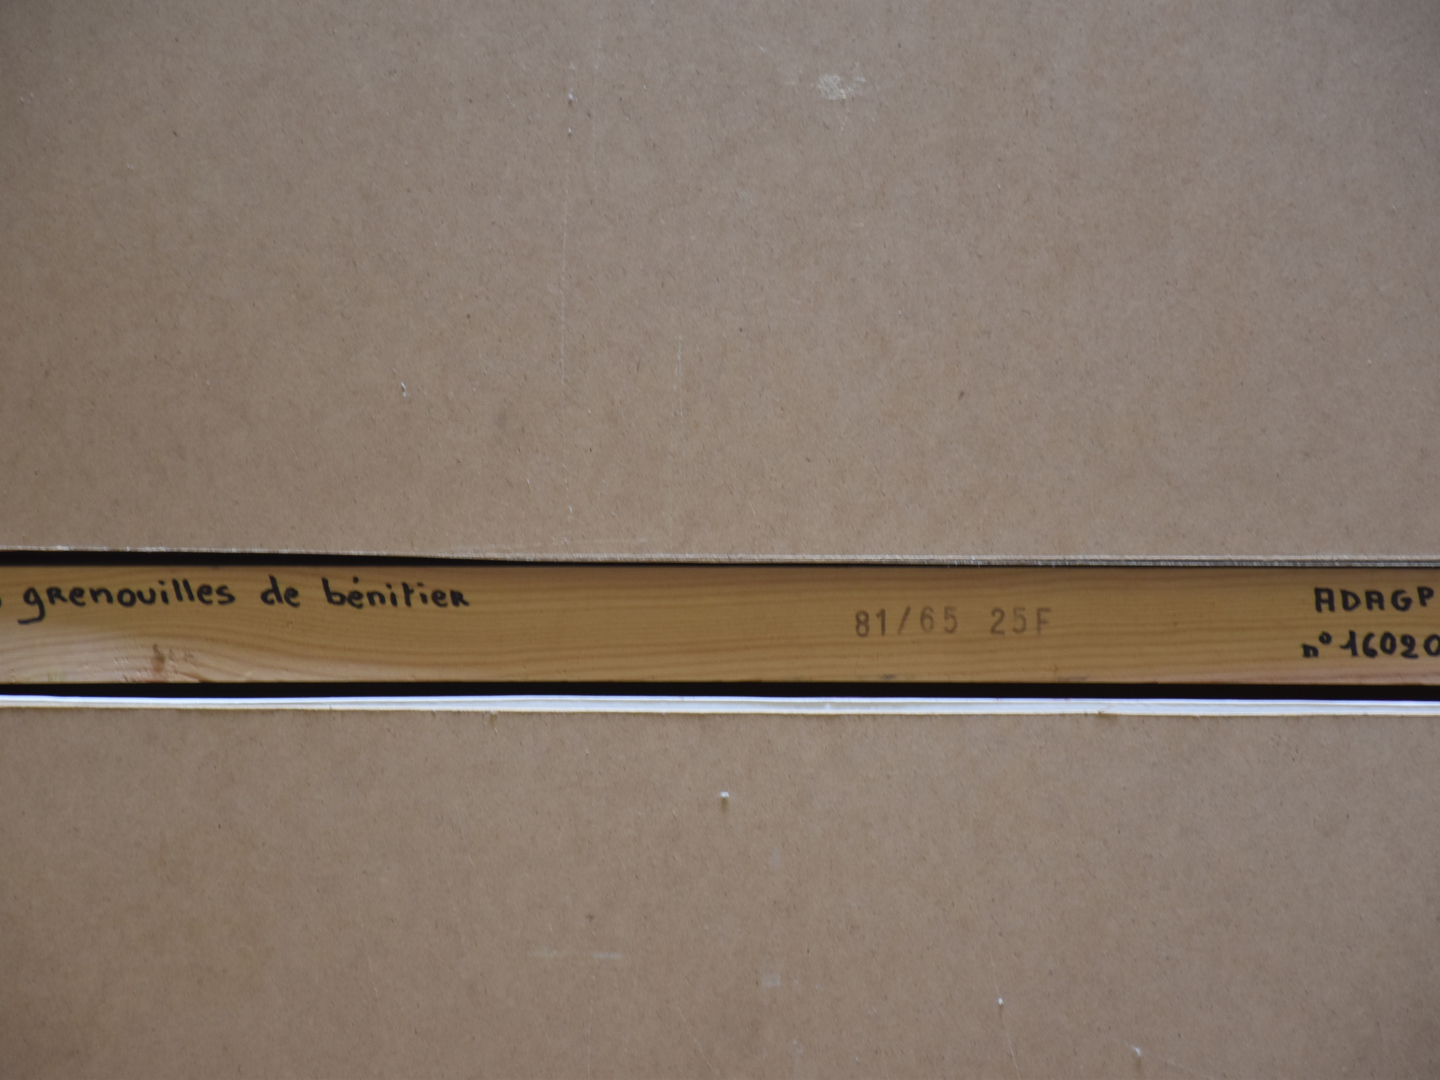 grenouilles de bénitier
81/65 25F
ADAGP
n° 16020